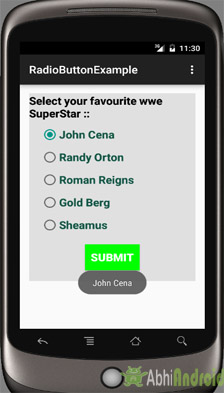 3G 11:30
RadioButtonExample
Select your favourite wwe
SuperStar ::
John Cena
Randy Orton
Roman Reigns
Gold Berg
Sheamus
SUBMIT
John Cena
AbhiAndroid